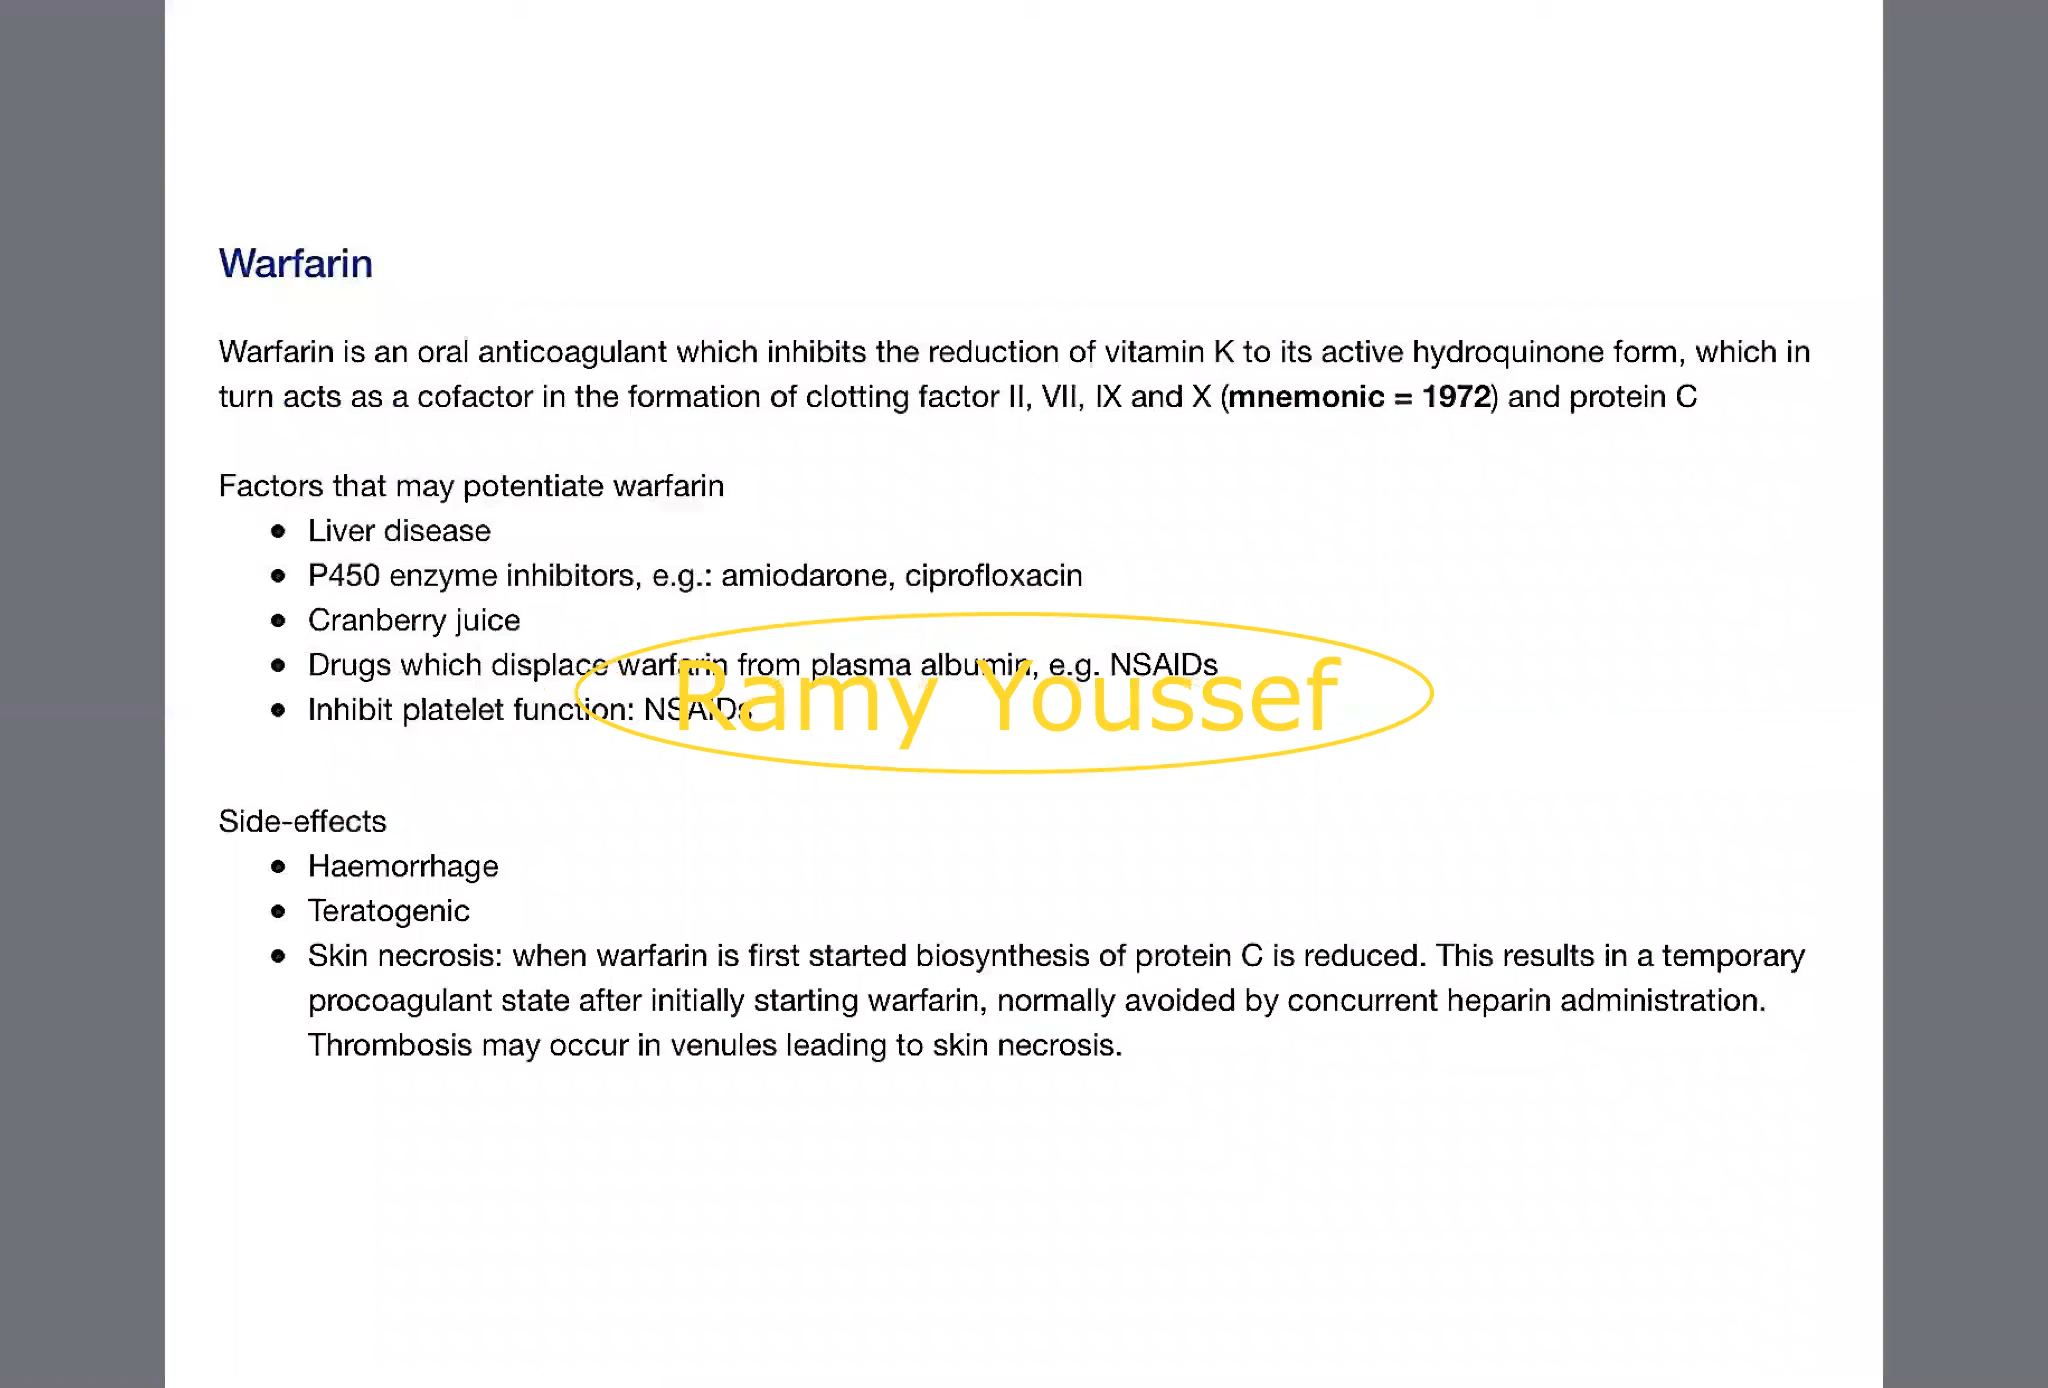 Warfarin
Warfarin is an oral anticoagulant which inhibits the reduction of vitamin K to its active hydroquinone form, which in
turn acts as a cofactor in the formation of clotting factor II, VII, IX and X (mnemonic = 1972) and protein C
Factors that may potentiate warfarin
• Liver disease
• P450 enzyme inhibitors, e.g.: amiodarone, ciprofloxacin
• Cranberry juice
• Drugs which displace warfarin from plasma albumin, e.g. NSAIDs
• Inhibit platelet function: NSAIDs
Ramy Youssef
Side-effects
• Haemorrhage
• Teratogenic
• Skin necrosis: when warfarin is first started biosynthesis of protein C is reduced. This results in a temporary
procoagulant state after initially starting warfarin, normally avoided by concurrent heparin administration.
Thrombosis may occur in venules leading to skin necrosis.